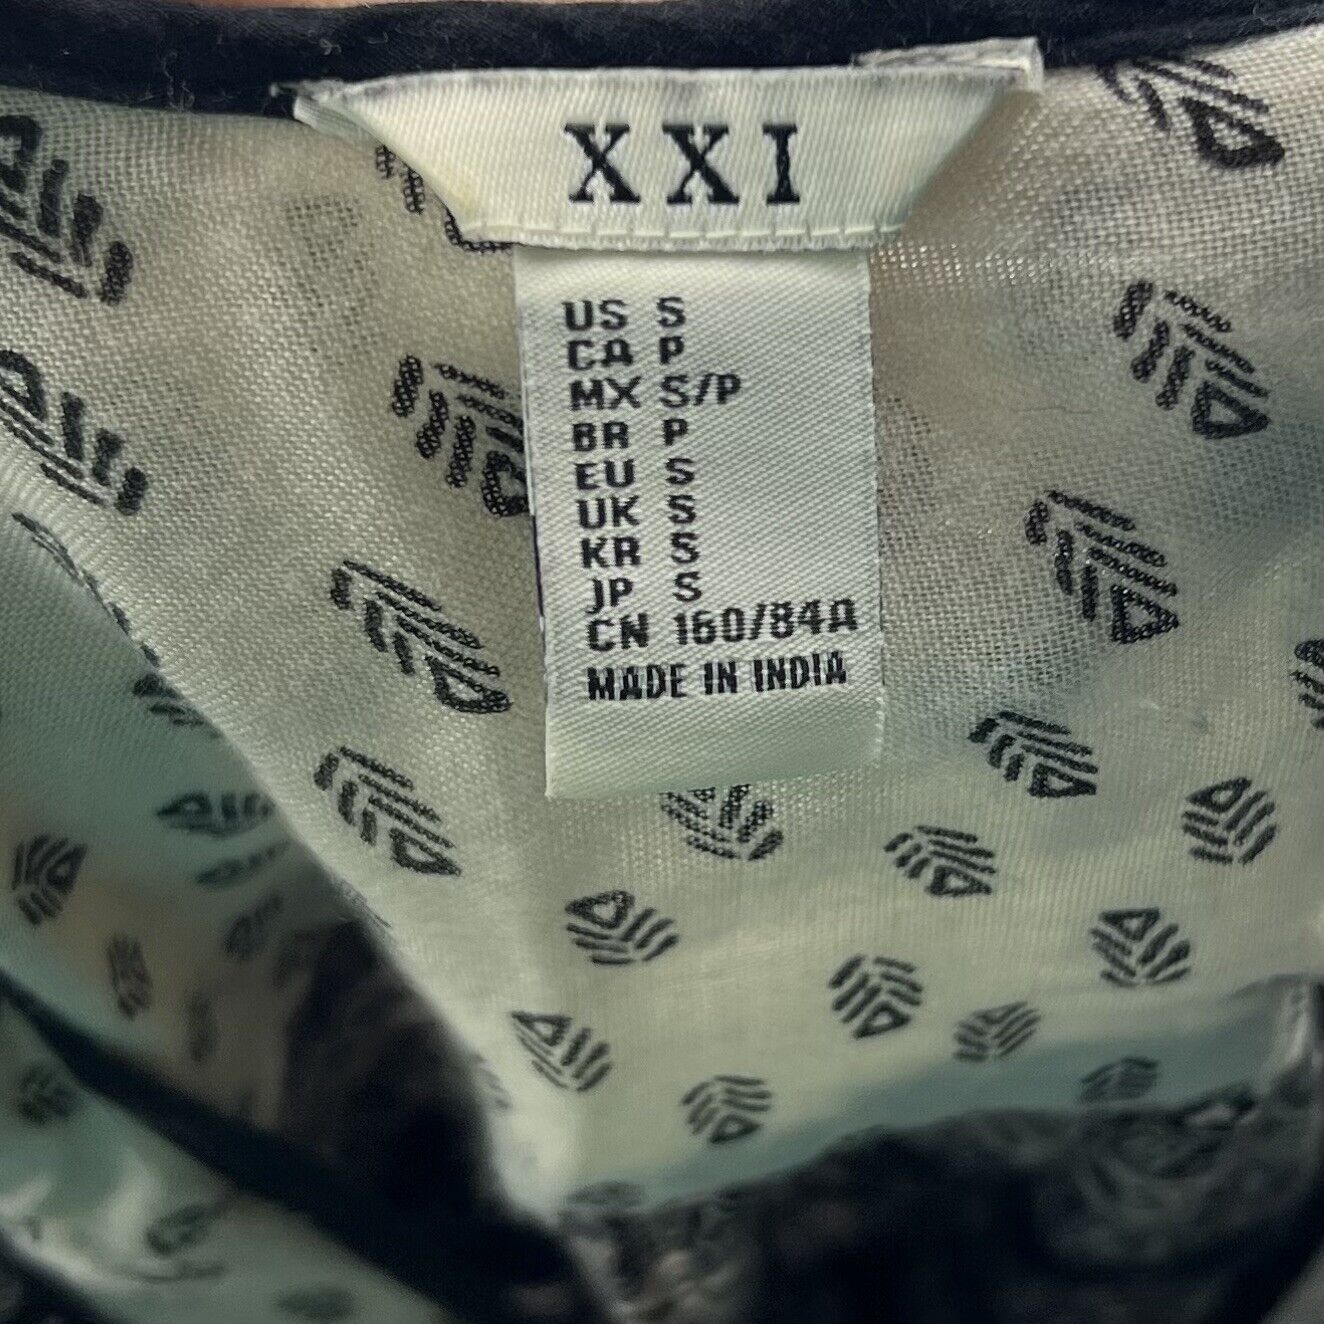 XXI
US S
CA P
MX S/P
BR P
EU S
UK S
KR S
JP S
CN 160/84A
MADE IN INDIA